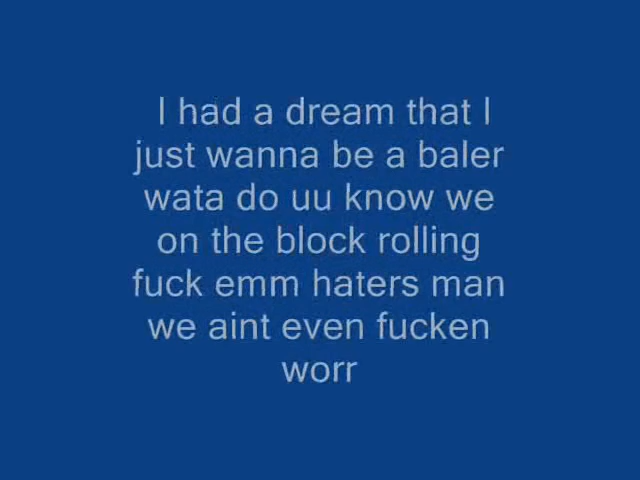 I had a dream that I
just wanna be a baler
wata do uu know we
on the block rolling
fuck emm haters man
we aint even fucken
worr